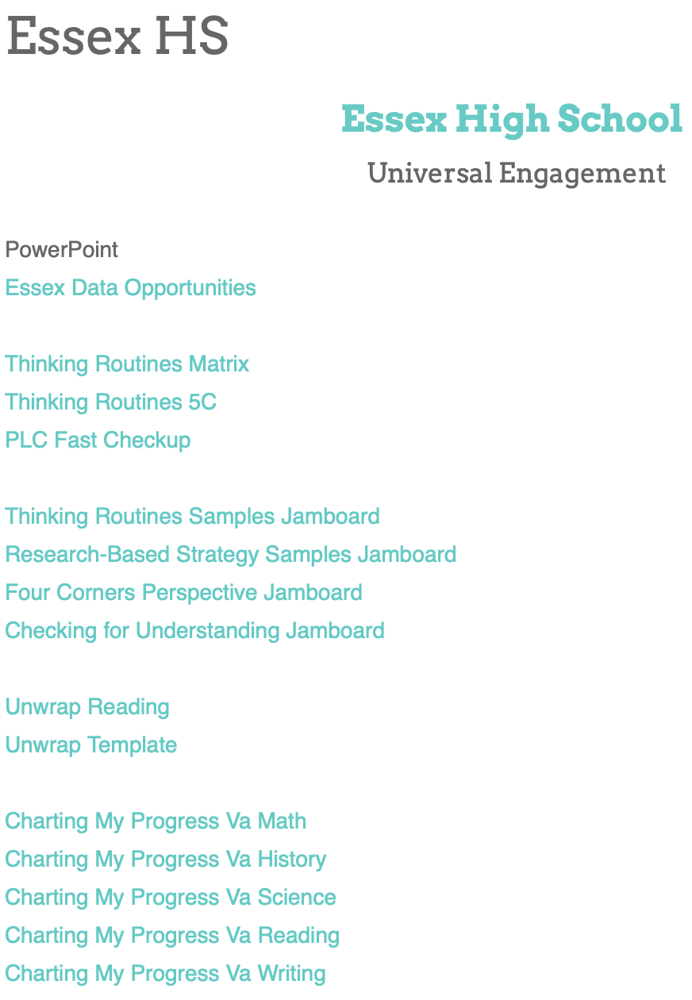 Essex HS
Essex High School
Universal Engagement
PowerPoint
Essex Data Opportunities
Thinking Routines Matrix
Thinking Routines 5C
PLC Fast Checkup
Thinking Routines Samples Jamboard
Research-Based Strategy Samples Jamboard
Four Corners Perspective Jamboard
Checking for Understanding Jamboard
Unwrap Reading
Unwrap Template
Charting My Progress Va Math
Charting My Progress Va History
Charting My Progress Va Science
Charting My Progress Va Reading
Charting My Progress Va Writing